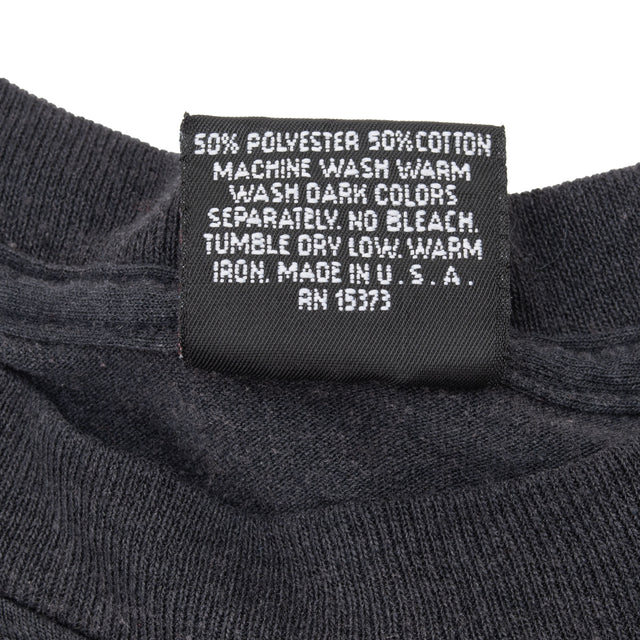 50% POLYESTER 50% COTTON
MACHINE WASH WARM
WASH DARK COLORS
SEPARATELY. NO BLEACH.
TUMBLE DRY LOW. WARM
IRON. MADE IN U.S.A.
RN 15373